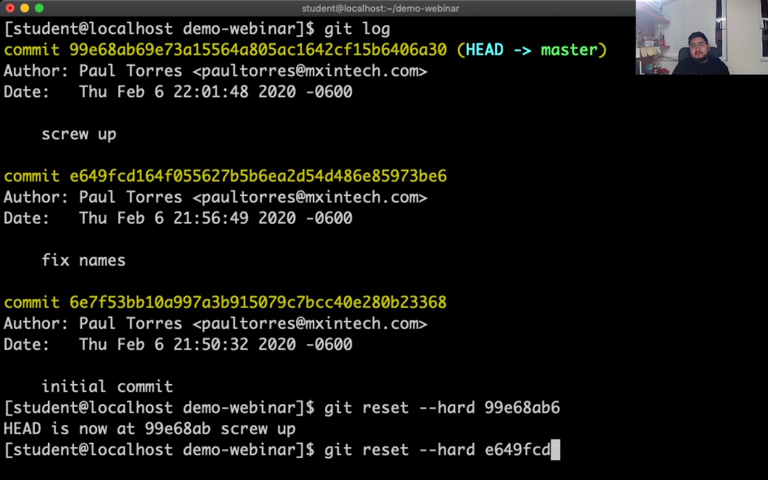 student@localhost:~/demo-webinar
[student@localhost demo-webinar]$ git log
commit 99e68ab69e73a15564a805ac1642cf15b6406a30 (HEAD -> master)
Author: Paul Torres <paultorres@mxintech.com>
Date:   Thu Feb 6 22:01:48 2020 -0600
screw up
commit e649fcd164f055627b5b6ea2d54d486e85973be6
Author: Paul Torres <paultorres@mxintech.com>
Date:   Thu Feb 6 21:56:49 2020 -0600
fix names
commit 6e7f53bb10a997a3b915079c7bcc40e280b23368
Author: Paul Torres <paultorres@mxintech.com>
Date:   Thu Feb 6 21:50:32 2020 -0600
initial commit
[student@localhost demo-webinar]$ git reset --hard 99e68ab6
HEAD is now at 99e68ab screw up
[student@localhost demo-webinar]$ git reset --hard e649fcd